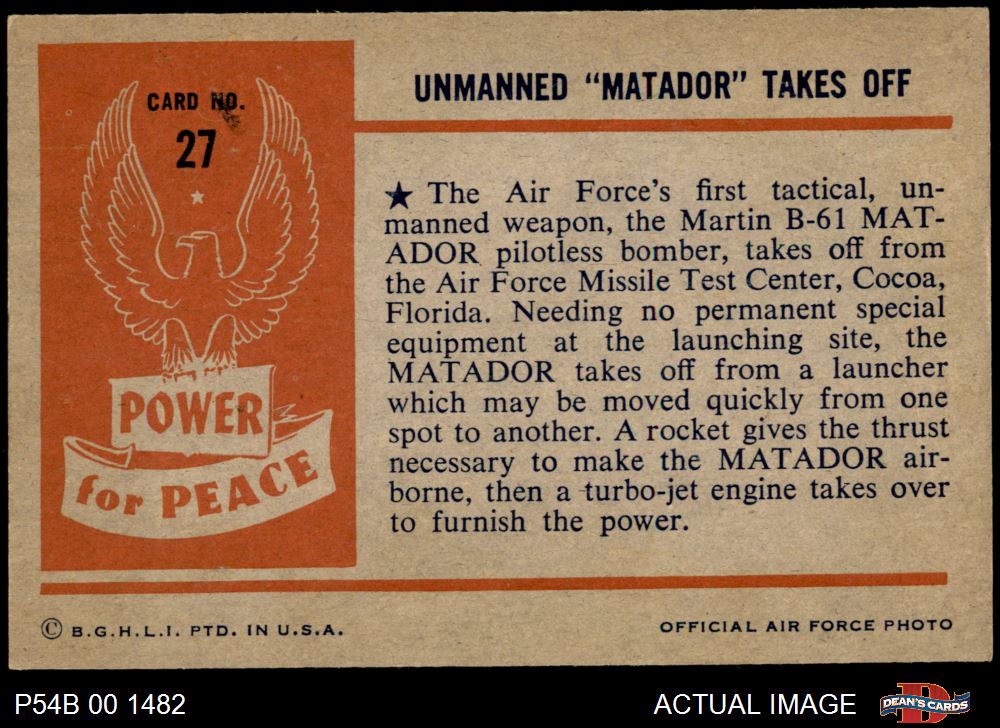 CARD NO.
27
POWER
for PEACE
UNMANNED “MATADOR” TAKES OFF
★ The Air Force's first tactical, un-
manned weapon, the Martin B-61 MAT-
ADOR pilotless bomber, takes off from
the Air Force Missile Test Center, Cocoa,
Florida. Needing no permanent special
equipment at the launching site, the
MATADOR takes off from a launcher
which may be moved quickly from one
spot to another. A rocket gives the thrust
necessary to make the MATADOR air-
borne, then a turbo-jet engine takes over
to furnish the power.
© B.G.H.L.I. PTD. IN U.S.A.
OFFICIAL AIR FORCE PHOTO
P54B 00 1482
ACTUAL IMAGE
D
DEAN'S CARDS